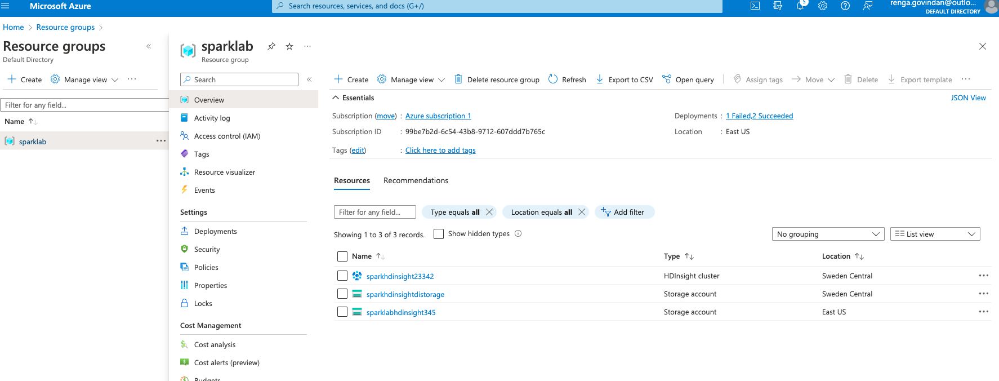 Microsoft Azure
Search resources, services, and docs (G+/)
5
renga.govindan@outlo...
DEFAULT DIRECTORY
Home > Resource groups >
Resource groups
Default Directory
Create
Manage view
Filter for any field...
Name
sparklab
sparklab
Resource group
Search
Overview
Activity log
Access control (IAM)
Tags
Resource visualizer
Events
Settings
Deployments
Security
Policies
Properties
Locks
Cost Management
Cost analysis
Cost alerts (preview)
Budgets
Create
Manage view
Delete resource group
Refresh
Export to CSV
Open query
Assign tags
Move
Delete
Export template
Essentials
JSON View
Subscription (move) : Azure subscription 1
Subscription ID : 99be7b2d-6c54-43b8-9712-607ddd7b765c
Tags (edit) : Click here to add tags
Deployments : 1 Failed,2 Succeeded
Location : East US
Resources
Recommendations
Filter for any field...
Type equals all
Location equals all
Add filter
Showing 1 to 3 of 3 records.
Show hidden types
No grouping
List view
Name Type Location
sparkhdinsight23342 HDInsight cluster Sweden Central
sparkhdinsightdistorage Storage account Sweden Central
sparklabhdinsight345 Storage account East US